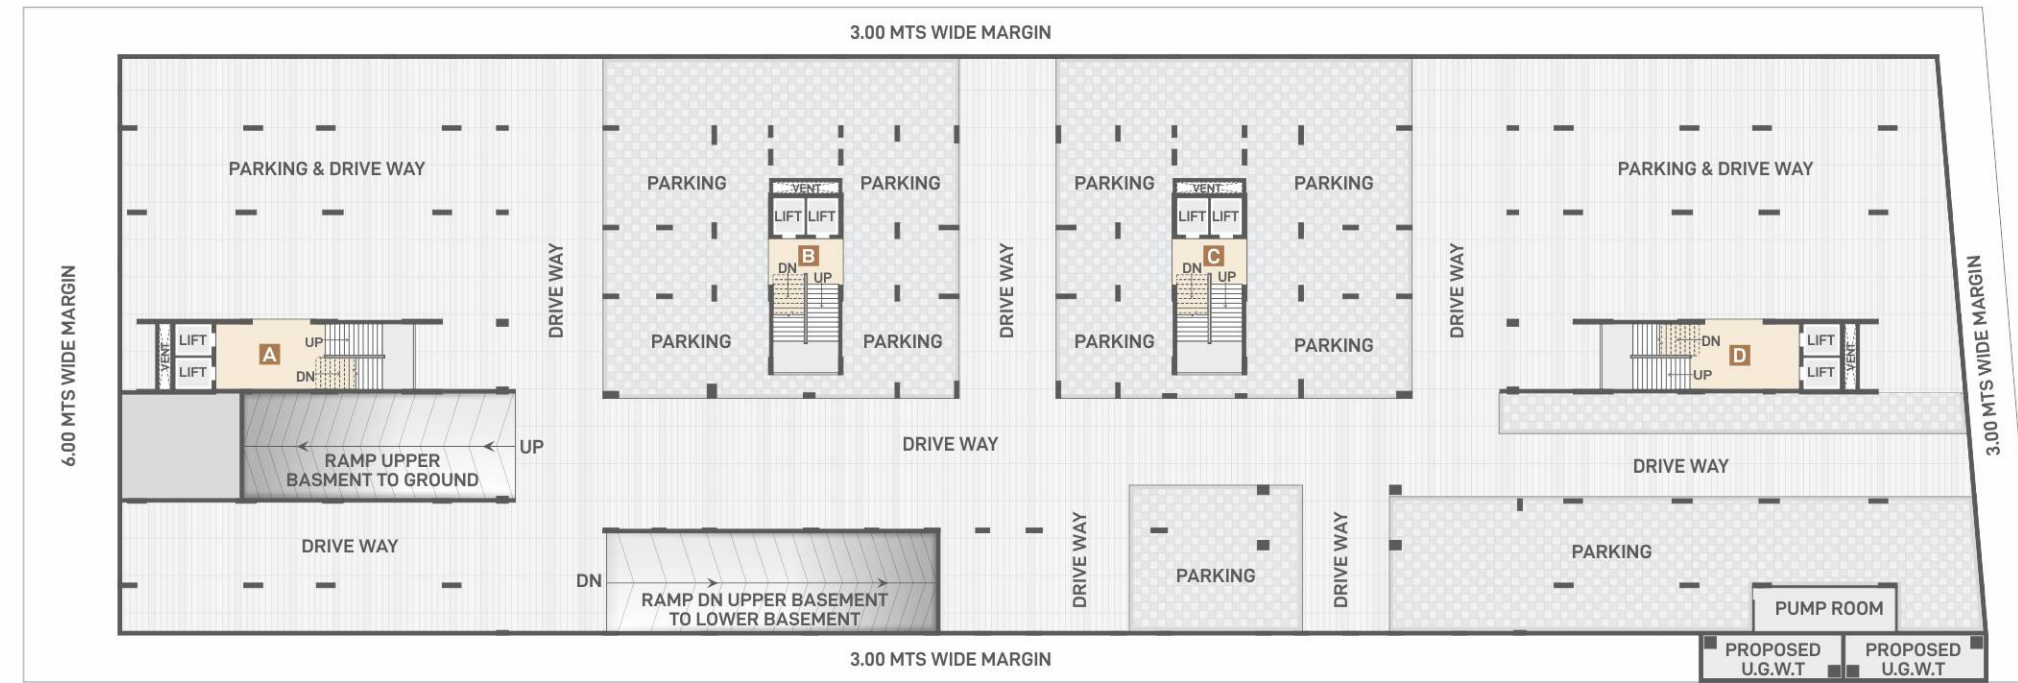 3.00 MTS WIDE MARGIN
PARKING & DRIVE WAY
PARKING
PARKING
PARKING
PARKING
PARKING & DRIVE WAY
VENT
VENT
LIFT LIFT
LIFT LIFT
B
C
DN
UP
DN
UP
6.00 MTS WIDE MARGIN
DRIVE WAY
DRIVE WAY
DRIVE WAY
3.00 MTS WIDE MARGIN
VENT
LIFT
LIFT
A
UP
DN
PARKING
PARKING
PARKING
PARKING
DN
UP
D
LIFT
LIFT
VENT
UP
RAMP UPPER
BASMENT TO GROUND
DRIVE WAY
DRIVE WAY
DRIVE WAY
DN
RAMP DN UPPER BASEMENT
TO LOWER BASEMENT
DRIVE WAY
PARKING
DRIVE WAY
PARKING
PUMP ROOM
3.00 MTS WIDE MARGIN
PROPOSED
U.G.W.T
PROPOSED
U.G.W.T